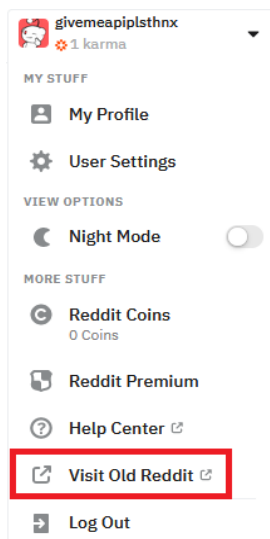 givemeapiplsthnx
1 karma
MY STUFF
My Profile
User Settings
VIEW OPTIONS
Night Mode
MORE STUFF
Reddit Coins
0 Coins
Reddit Premium
Help Center
Visit Old Reddit
Log Out